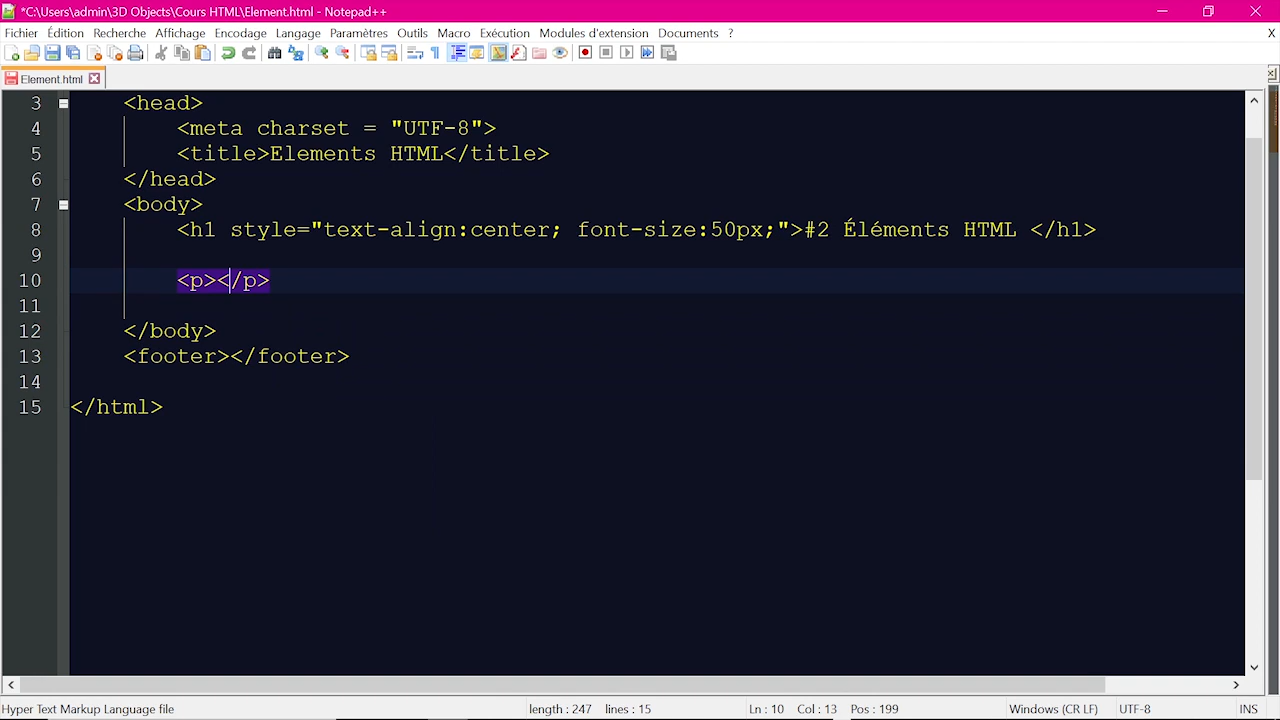 *C:\Users\admin\3D Objects\Cours HTML\Element.html - Notepad++
Fichier Édition Recherche Affichage Encodage Langage Paramètres Outils Macro Exécution Modules d'extension Documents ? X
Element.html
3 <head>
4 <meta charset = "UTF-8">
5 <title>Elements HTML</title>
6 </head>
7 <body>
8 <h1 style="text-align:center; font-size:50px;">#2 Éléments HTML </h1>
9
10 <p></p>
11
12 </body>
13 <footer></footer>
14
15 </html>
Hyper Text Markup Language file length : 247 lines : 15 Ln : 10 Col : 13 Pos : 199 Windows (CR LF) UTF-8 INS